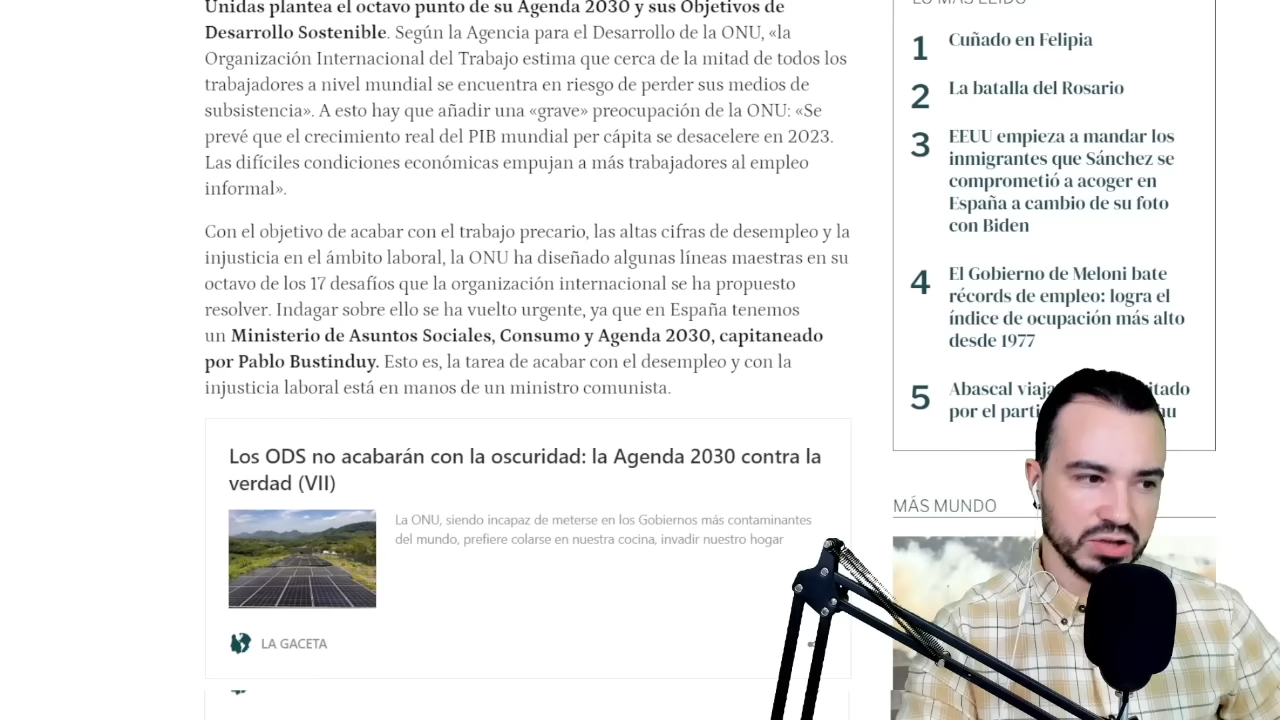 Unidas plantea el octavo punto de su Agenda 2030 y sus Objetivos de
Desarrollo Sostenible. Según la Agencia para el Desarrollo de la ONU, «la
Organización Internacional del Trabajo estima que cerca de la mitad de todos los
trabajadores a nivel mundial se encuentra en riesgo de perder sus medios de
subsistencia». A esto hay que añadir una «grave» preocupación de la ONU: «Se
prevé que el crecimiento real del PIB mundial per cápita se desacelere en 2023.
Las difíciles condiciones económicas empujan a más trabajadores al empleo
informal».
Con el objetivo de acabar con el trabajo precario, las altas cifras de desempleo y la
injusticia en el ámbito laboral, la ONU ha diseñado algunas líneas maestras en su
octavo de los 17 desafíos que la organización internacional se ha propuesto
resolver. Indagar sobre ello se ha vuelto urgente, ya que en España tenemos
un Ministerio de Asuntos Sociales, Consumo y Agenda 2030, capitaneado
por Pablo Bustinduy. Esto es, la tarea de acabar con el desempleo y con la
injusticia laboral está en manos de un ministro comunista.
Los ODS no acabarán con la oscuridad: la Agenda 2030 contra la
verdad (VII)
La ONU, siendo incapaz de meterse en los Gobiernos más contaminantes
del mundo, prefiere colarse en nuestra cocina, invadir nuestro hogar
LA GACETA
LO MÁS LEÍDO
1 Cuñado en Felipia
2 La batalla del Rosario
3 EEUU empieza a mandar los
inmigrantes que Sánchez se
comprometió a acoger en
España a cambio de su foto
con Biden
4 El Gobierno de Meloni bate
récords de empleo: logra el
índice de ocupación más alto
desde 1977
5 Abascal
por el
MÁS MUNDO